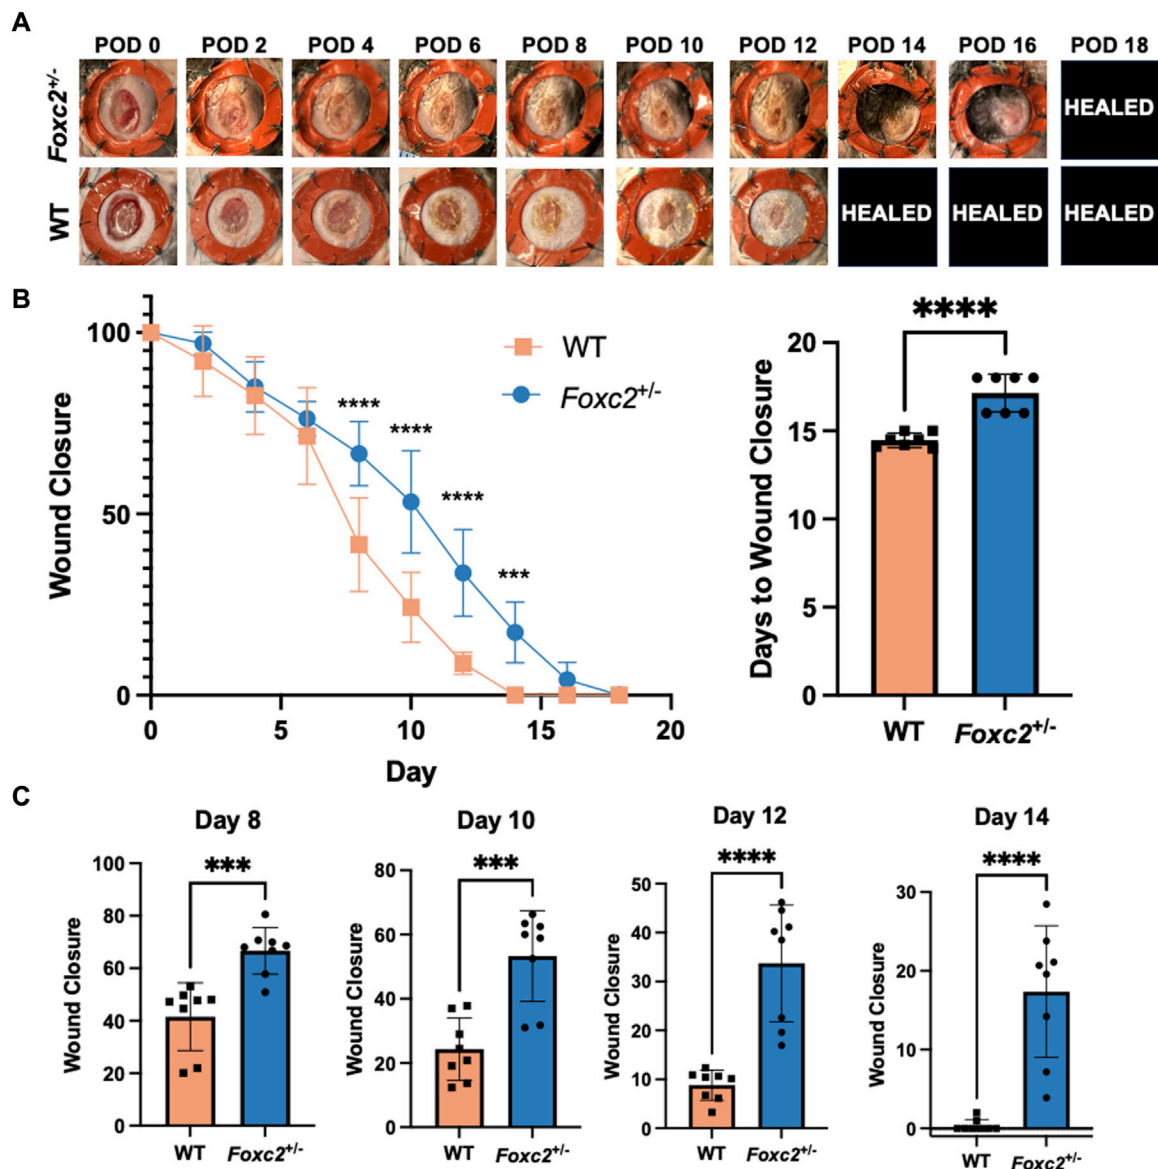 A
POD 0 POD 2 POD 4 POD 6 POD 8 POD 10 POD 12 POD 14 POD 16 POD 18
Foxc2+/-
HEALED
WT
HEALED HEALED HEALED
B
Wound Closure
100
50
0
0 5 10 15 20
Day
WT
Foxc2+/-
****
****
****
***
Days to Wound Closure
20
15
10
5
0
****
WT Foxc2+/-
C
Day 8
Wound Closure
100
80
60
40
20
0
***
WT Foxc2+/-
Day 10
Wound Closure
80
60
40
20
0
***
WT Foxc2+/-
Day 12
Wound Closure
50
40
30
20
10
0
****
WT Foxc2+/-
Day 14
Wound Closure
30
20
10
0
****
WT Foxc2+/-